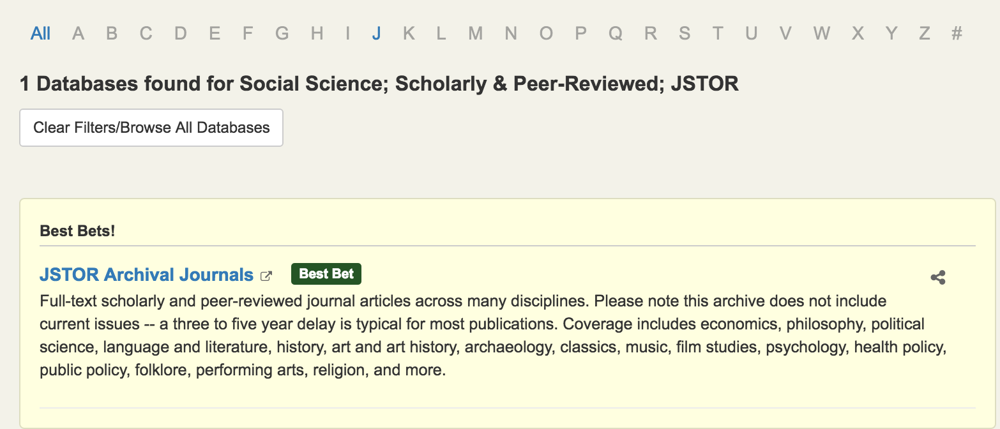 All A B C D E F G H I J K L M N O P Q R S T U V W X Y Z #
1 Databases found for Social Science; Scholarly & Peer-Reviewed; JSTOR
Clear Filters/Browse All Databases
Best Bets!
JSTOR Archival Journals Best Bet
Full-text scholarly and peer-reviewed journal articles across many disciplines. Please note this archive does not include
current issues -- a three to five year delay is typical for most publications. Coverage includes economics, philosophy, political
science, language and literature, history, art and art history, archaeology, classics, music, film studies, psychology, health policy,
public policy, folklore, performing arts, religion, and more.